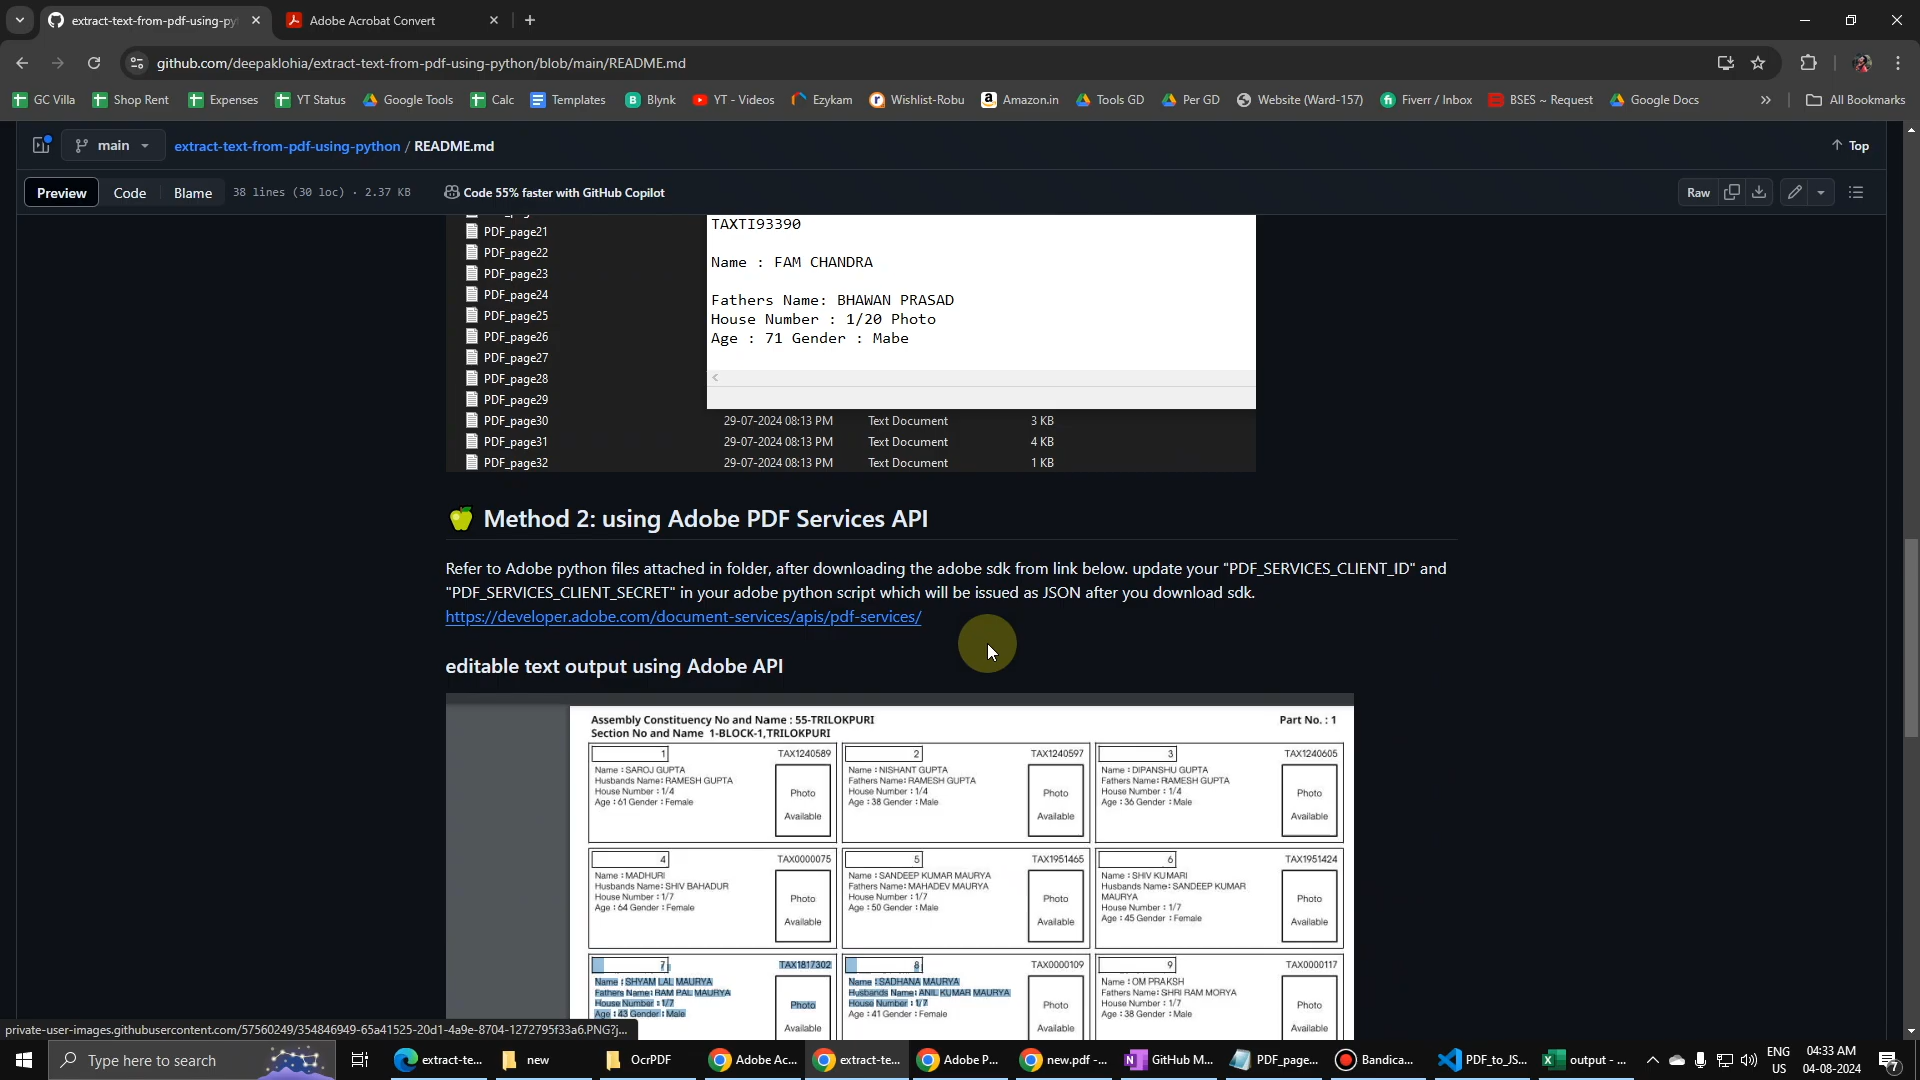 extract-text-from-pdf-using-py
Adobe Acrobat Convert
github.com/deepaklohia/extract-text-from-pdf-using-python/blob/main/README.md
GC Villa
Shop Rent
Expenses
YT Status
Google Tools
Calc
Templates
Blynk
YT - Videos
Ezykam
Wishlist-Robu
Amazon.in
Tools GD
Per GD
Website (Ward-157)
Fiverr / Inbox
BSES ~ Request
Google Docs
»
All Bookmarks
main
extract-text-from-pdf-using-python / README.md
Top
Preview
Code
Blame
38 lines (30 loc) · 2.37 KB
Code 55% faster with GitHub Copilot
Raw
PDF_page21
PDF_page22
PDF_page23
PDF_page24
PDF_page25
PDF_page26
PDF_page27
PDF_page28
PDF_page29
PDF_page30 29-07-2024 08:13 PM Text Document 3 KB
PDF_page31 29-07-2024 08:13 PM Text Document 4 KB
PDF_page32 29-07-2024 08:13 PM Text Document 1 KB
TAXTI93390
Name : FAM CHANDRA
Fathers Name: BHAWAN PRASAD
House Number : 1/20 Photo
Age : 71 Gender : Mabe
Method 2: using Adobe PDF Services API
Refer to Adobe python files attached in folder, after downloading the adobe sdk from link below. update your "PDF_SERVICES_CLIENT_ID" and
"PDF_SERVICES_CLIENT_SECRET" in your adobe python script which will be issued as JSON after you download sdk.
https://developer.adobe.com/document-services/apis/pdf-services/
editable text output using Adobe API
Assembly Constituency No and Name : 55-TRILOKPURI
Part No. : 1
Section No and Name 1-BLOCK-1,TRILOKPURI
1 TAX1240589
Name : SAROJ GUPTA
Husbands Name: RAMESH GUPTA
House Number : 1/4
Age : 61 Gender : Female
Photo
Available
2 TAX1240597
Name : NISHANT GUPTA
Fathers Name: RAMESH GUPTA
House Number : 1/4
Age : 38 Gender : Male
Photo
Available
3 TAX1240605
Name : DIPANSHU GUPTA
Fathers Name: RAMESH GUPTA
House Number : 1/4
Age : 36 Gender : Male
Photo
Available
4 TAX0000075
Name : MADHURI
Husbands Name: SHIV BAHADUR
House Number : 1/7
Age : 64 Gender : Female
Photo
Available
5 TAX1951465
Name : SANDEEP KUMAR MAURYA
Fathers Name: MAHADEV MAURYA
House Number : 1/7
Age : 50 Gender : Male
Photo
Available
6 TAX1951424
Name : SHIV KUMARI
Husbands Name: SANDEEP KUMAR
MAURYA
House Number : 1/7
Age : 45 Gender : Female
Photo
Available
7 TAX1817302
Name : SHYAM LAL MAURYA
Fathers Name: RAM PAL MAURYA
House Number : 1/7
Age : 43 Gender : Male
Photo
Available
8 TAX0000109
Name : SADHANA MAURYA
Husbands Name: ANIL KUMAR MAURYA
House Number : 1/7
Age : 41 Gender : Female
Photo
Available
9 TAX0000117
Name : OM PRAKSH
Fathers Name: SHRI RAM MORYA
House Number : 1/7
Age : 38 Gender : Male
Photo
Available
private-user-images.githubusercontent.com/57560249/354846949-65a41525-20d1-4a9e-8704-1272795f33a6.PNG?j...
Type here to search
extract-te...
new
OcrPDF
Adobe Ac...
extract-te...
Adobe P...
new.pdf -...
GitHub M...
PDF_page...
Bandica...
PDF_to_JS...
output - ...
ENG
US
04:33 AM
04-08-2024
7